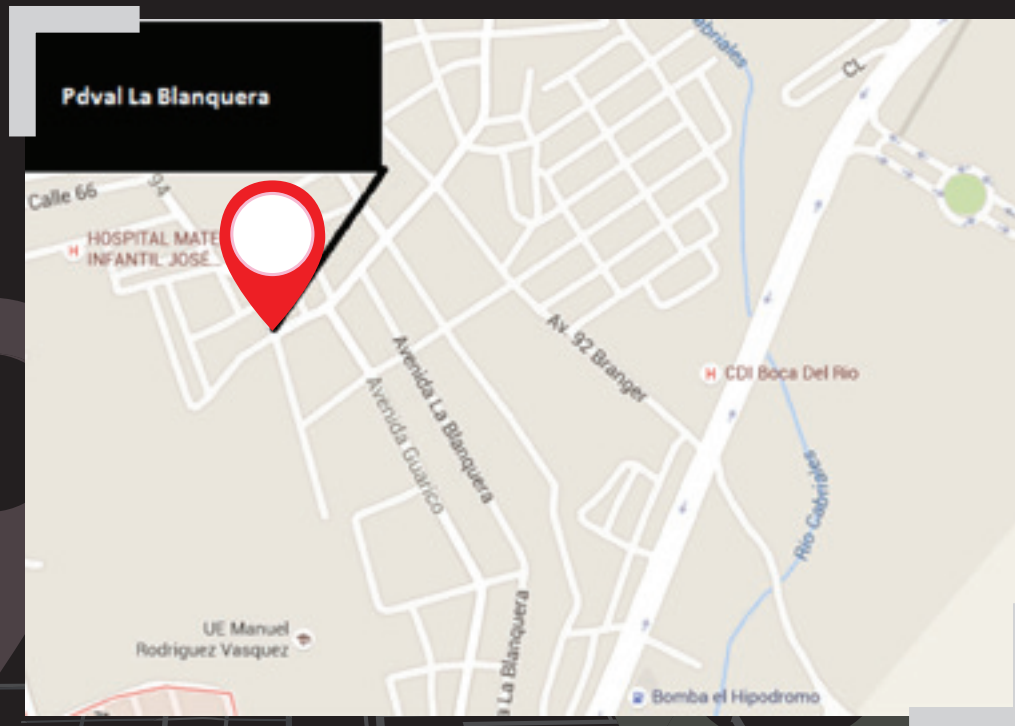 Pdval La Blanquera
abriales
CL
Calle 66
94
HOSPITAL MATE
INFANTIL JOSÉ...
Av. 92 Branger
CDI Boca Del Rio
Avenida La Blanquera
Avenida Guarico
Rio Cabriales
UE Manuel
Rodriguez Vasquez
a La Blanquera
Bomba el Hipodromo